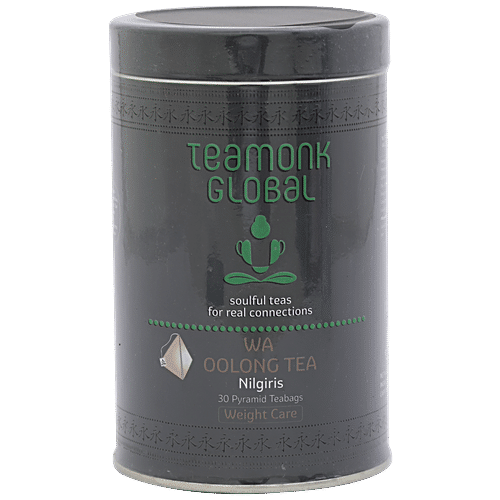 TEAMONK
GLOBAL
soulful teas
for real connections
WA
OOLONG TEA
Nilgiris
30 Pyramid Teabags
Weight Care